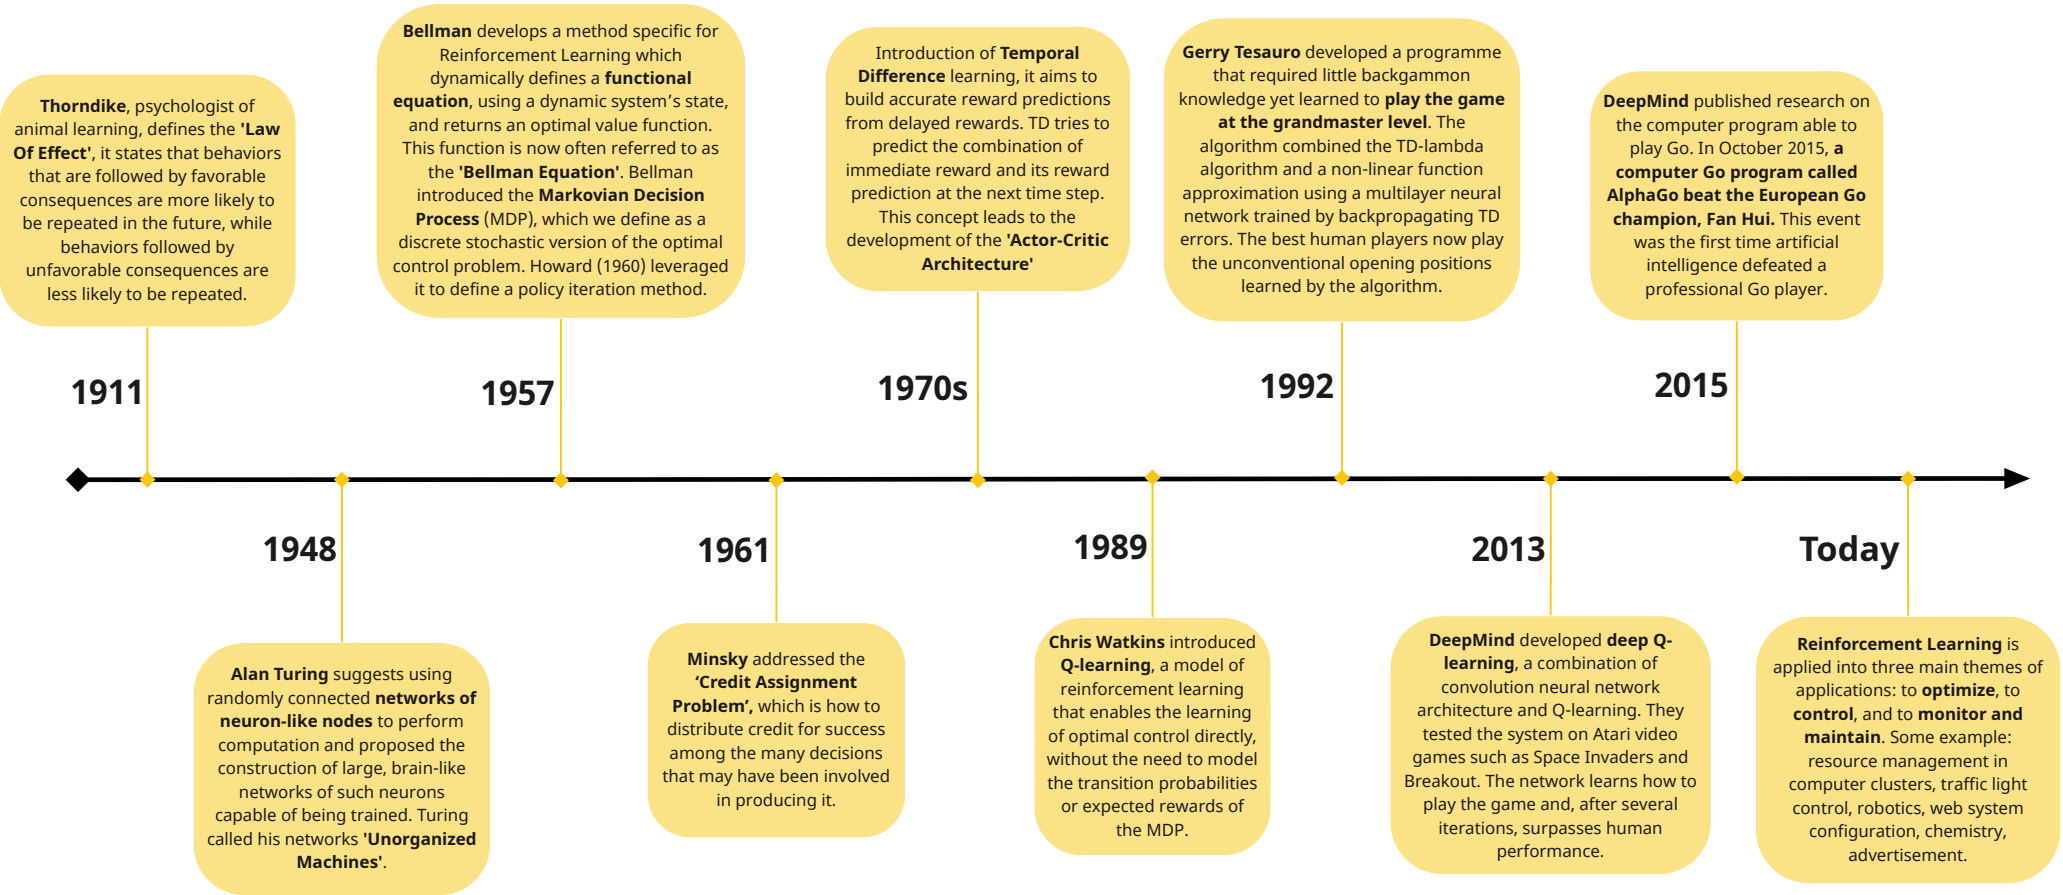 Thorndike, psychologist of
animal learning, defines the 'Law
Of Effect', it states that behaviors
that are followed by favorable
consequences are more likely to
be repeated in the future, while
behaviors followed by
unfavorable consequences are
less likely to be repeated.
1911
Alan Turing suggests using
randomly connected networks of
neuron-like nodes to perform
computation and proposed the
construction of large, brain-like
networks of such neurons
capable of being trained. Turing
called his networks 'Unorganized
Machines'.
1948
Bellman develops a method specific for
Reinforcement Learning which
dynamically defines a functional
equation, using a dynamic system's state,
and returns an optimal value function.
This function is now often referred to as
the 'Bellman Equation'. Bellman
introduced the Markovian Decision
Process (MDP), which we define as a
discrete stochastic version of the optimal
control problem. Howard (1960) leveraged
it to define a policy iteration method.
1957
1961
Minsky addressed the
‘Credit Assignment
Problem’, which is how to
distribute credit for success
among the many decisions
that may have been involved
in producing it.
Introduction of Temporal
Difference learning, it aims to
build accurate reward predictions
from delayed rewards. TD tries to
predict the combination of
immediate reward and its reward
prediction at the next time step.
This concept leads to the
development of the 'Actor-Critic
Architecture'
1970s
1989
Chris Watkins introduced
Q-learning, a model of
reinforcement learning
that enables the learning
of optimal control directly,
without the need to model
the transition probabilities
or expected rewards of
the MDP.
Gerry Tesauro developed a programme
that required little backgammon
knowledge yet learned to play the game
at the grandmaster level. The
algorithm combined the TD-lambda
algorithm and a non-linear function
approximation using a multilayer neural
network trained by backpropagating TD
errors. The best human players now play
the unconventional opening positions
learned by the algorithm.
1992
2013
DeepMind developed deep Q-
learning, a combination of
convolution neural network
architecture and Q-learning. They
tested the system on Atari video
games such as Space Invaders and
Breakout. The network learns how to
play the game and, after several
iterations, surpasses human
performance.
DeepMind published research on
the computer program able to
play Go. In October 2015, a
computer Go program called
AlphaGo beat the European Go
champion, Fan Hui. This event
was the first time artificial
intelligence defeated a
professional Go player.
2015
Today
Reinforcement Learning is
applied into three main themes of
applications: to optimize, to
control, and to monitor and
maintain. Some example:
resource management in
computer clusters, traffic light
control, robotics, web system
configuration, chemistry,
advertisement.